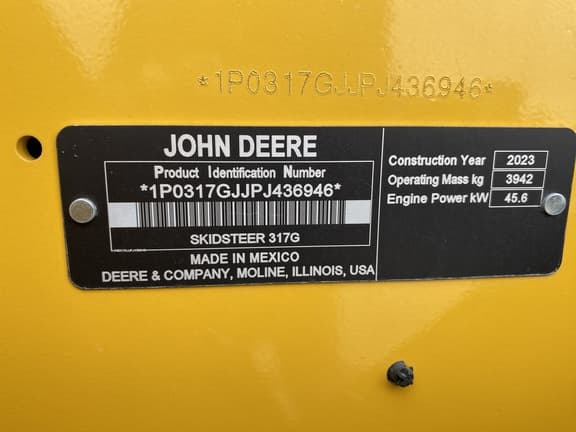 *1P0317GJJPJ436946*
JOHN DEERE
Product Identification Number
*1P0317GJJPJ436946*
SKIDSTEER 317G
MADE IN MEXICO
DEERE & COMPANY, MOLINE, ILLINOIS, USA
Construction Year 2023
Operating Mass kg 3942
Engine Power kW 45.6